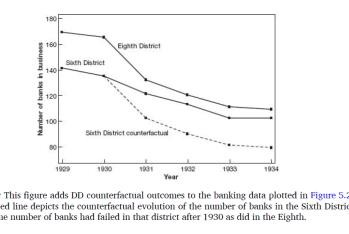 180
160
140
120
100
80
Number of banks in business
Eighth District
Sixth District
Sixth District counterfactual
1929
1930
1931
1932
1933
1934
Year
This figure adds DD counterfactual outcomes to the banking data plotted in Figure 5.2
ed line depicts the counterfactual evolution of the number of banks in the Sixth Distric
ne number of banks had failed in that district after 1930 as did in the Eighth.